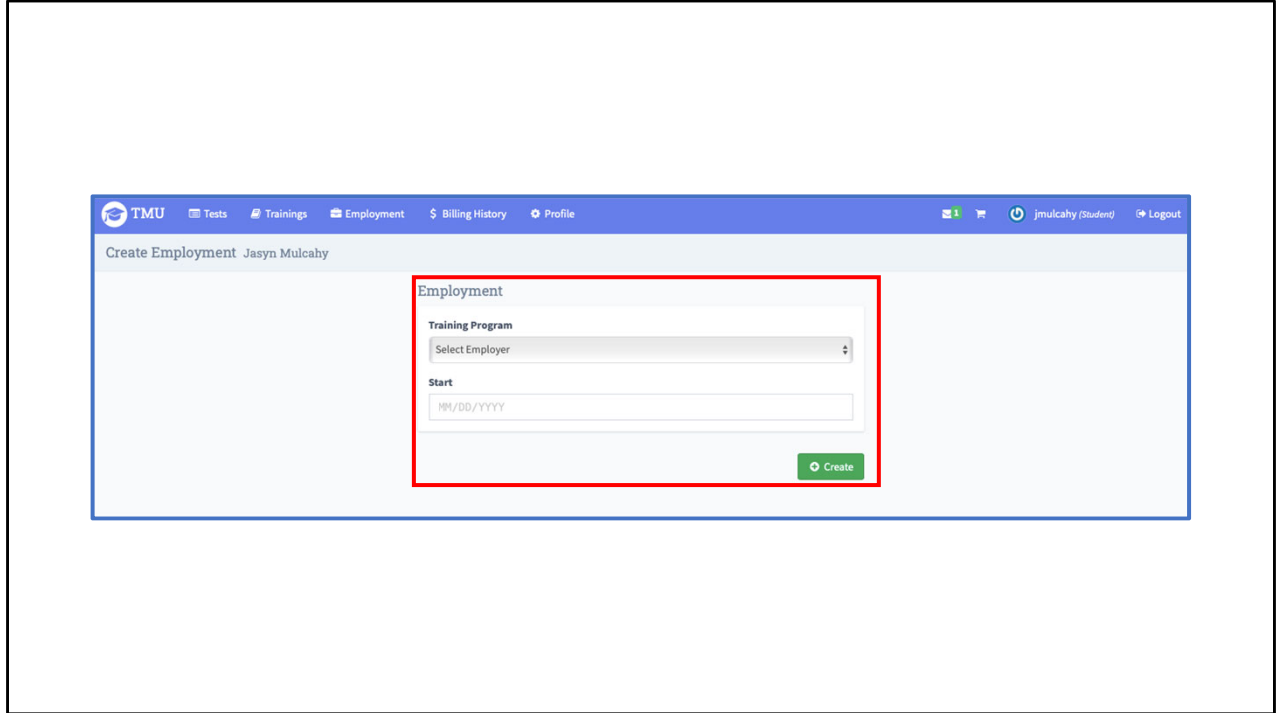 TMU Tests Trainings Employment $ Billing History Profile 1 jmulcahy (Student) Logout
Create Employment Jasyn Mulcahy
Employment
Training Program
Select Employer
Start
MM/DD/YYYY
Create